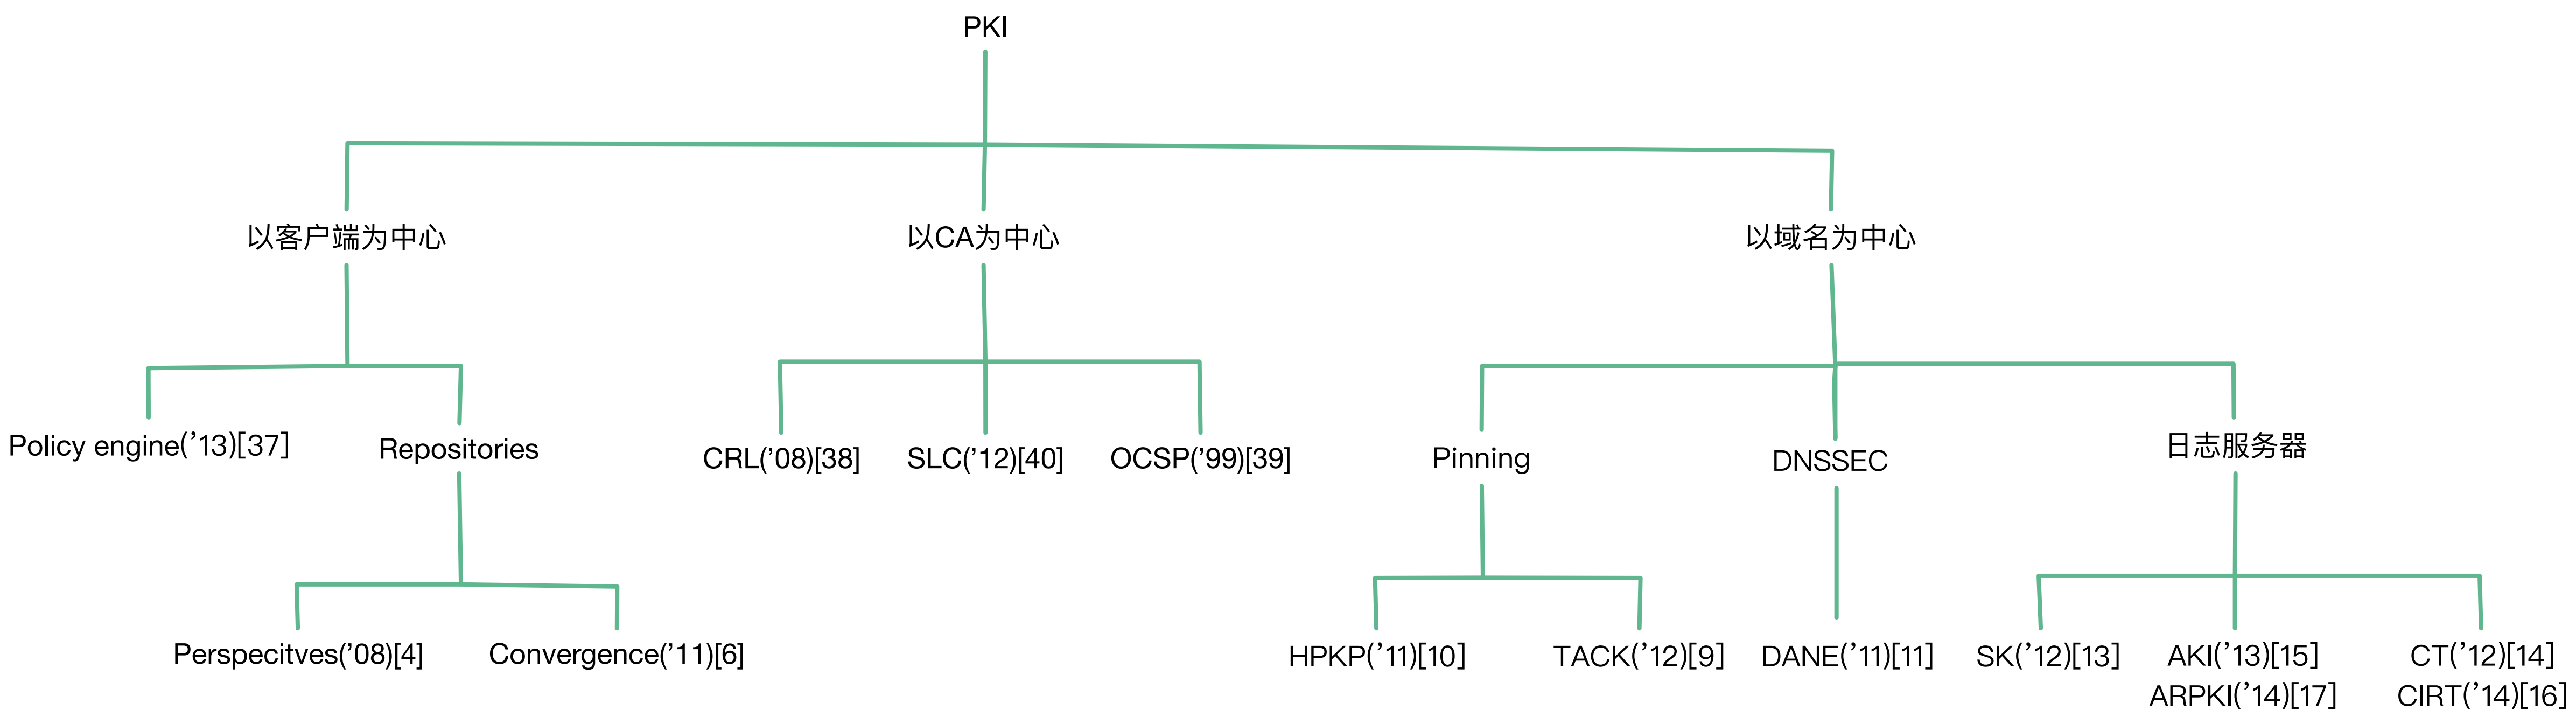 PKI
以客户端为中心
以CA为中心
以域名为中心
Policy engine(’13)[37]
Repositories
CRL(’08)[38]
SLC(’12)[40]
OCSP(’99)[39]
Pinning
DNSSEC
日志服务器
Perspecitves(’08)[4]
Convergence(’11)[6]
HPKP(’11)[10]
TACK(’12)[9]
DANE(’11)[11]
SK(’12)[13]
AKI(’13)[15]
CT(’12)[14]
ARPKI(’14)[17]
CIRT(’14)[16]